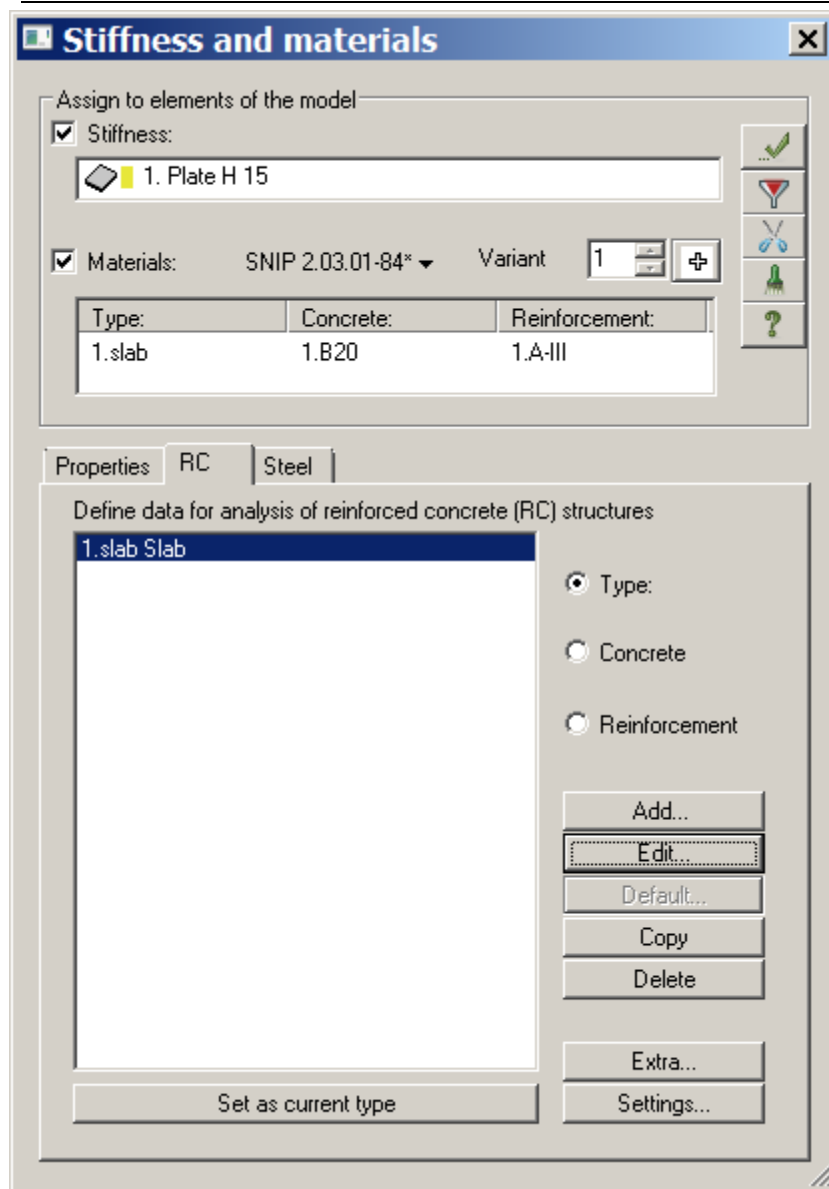 Stiffness and materials
Assign to elements of the model
Stiffness:
1. Plate H 15
Materials: SNIP 2.03.01-84* Variant 1
Type: Concrete: Reinforcement:
1.slab 1.B20 1.A-III
Properties RC Steel
Define data for analysis of reinforced concrete (RC) structures
1.slab Slab
Type:
Concrete
Reinforcement
Add...
Edit...
Default...
Copy
Delete
Extra...
Set as current type Settings...